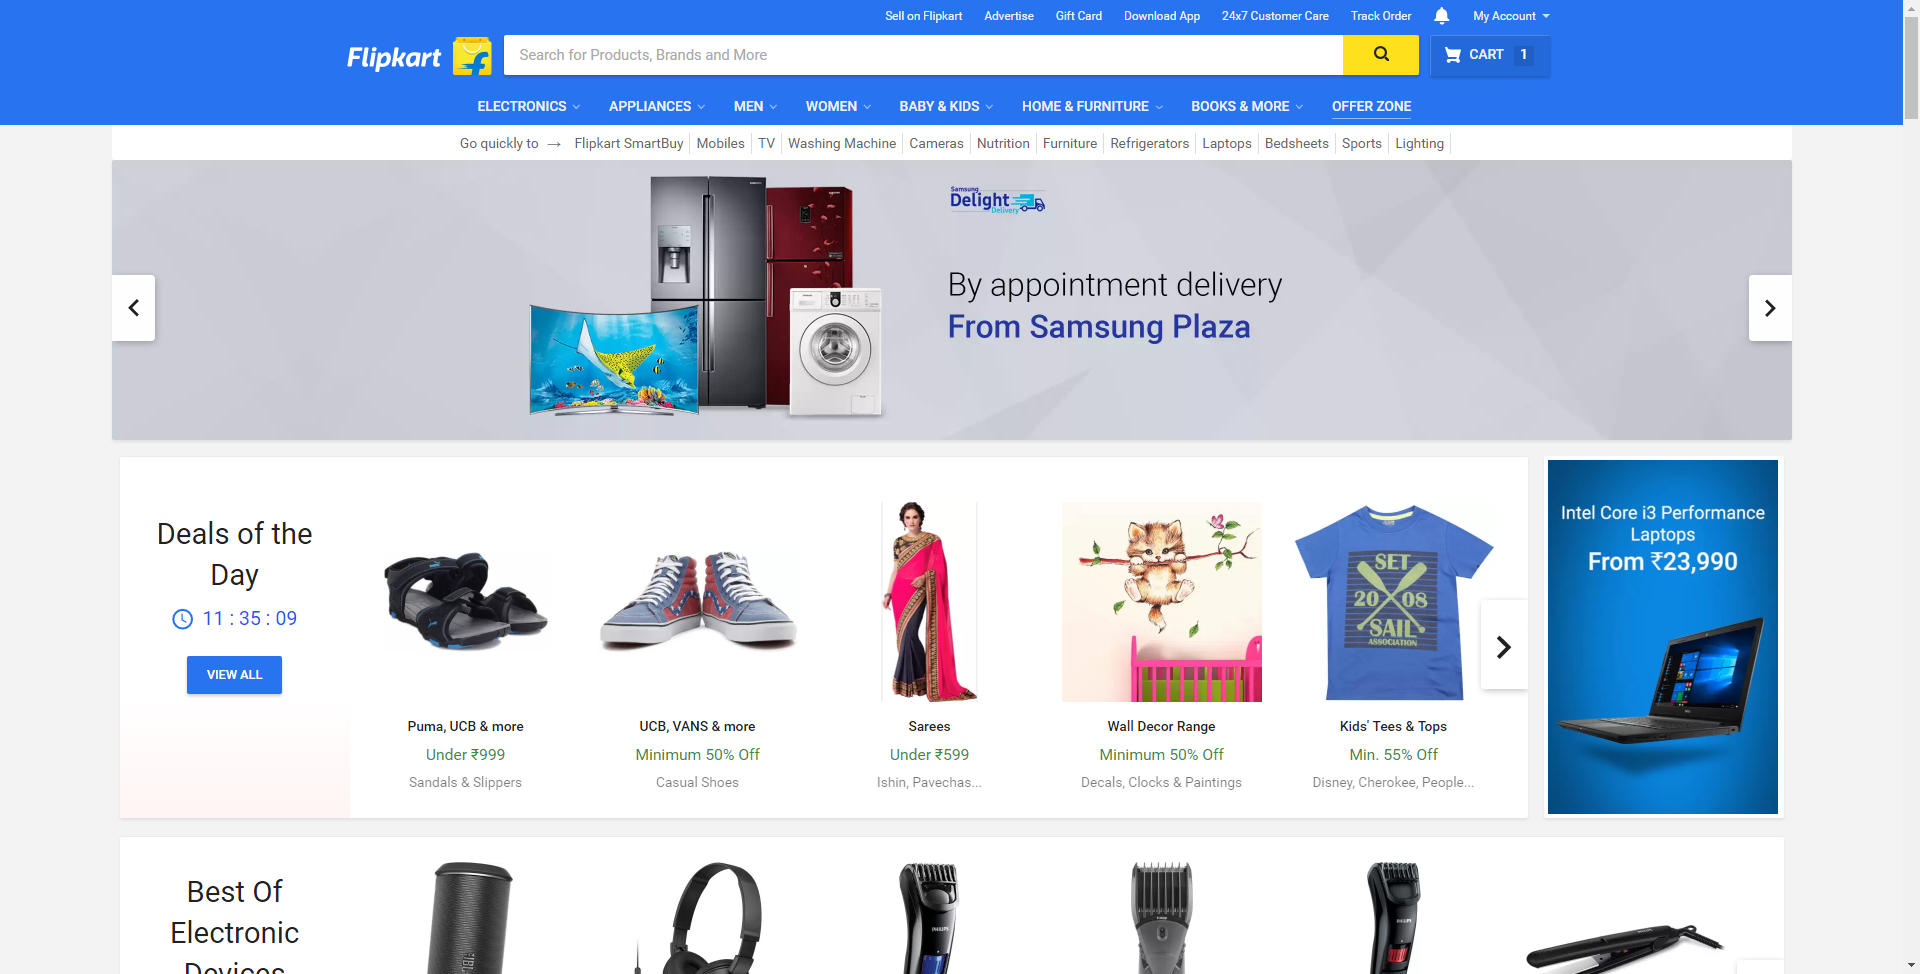 Sell on Flipkart Advertise Gift Card Download App 24x7 Customer Care Track Order My Account
Flipkart Search for Products, Brands and More CART 1
ELECTRONICS APPLIANCES MEN WOMEN BABY & KIDS HOME & FURNITURE BOOKS & MORE OFFER ZONE
Go quickly to → Flipkart SmartBuy Mobiles TV Washing Machine Cameras Nutrition Furniture Refrigerators Laptops Bedsheets Sports Lighting
Samsung
Delight
Delivery
By appointment delivery
From Samsung Plaza
Deals of the
Day
11 : 35 : 09
VIEW ALL
Puma, UCB & more
Under ₹999
Sandals & Slippers
UCB, VANS & more
Minimum 50% Off
Casual Shoes
Sarees
Under ₹599
Ishin, Pavechas...
Wall Decor Range
Minimum 50% Off
Decals, Clocks & Paintings
SET
20 08
SAIL
ASSOCIATION
Kids' Tees & Tops
Min. 55% Off
Disney, Cherokee, People...
Intel Core i3 Performance
Laptops
From ₹23,990
Best Of
Electronic
Devices
PHILIPS
PHILIPS